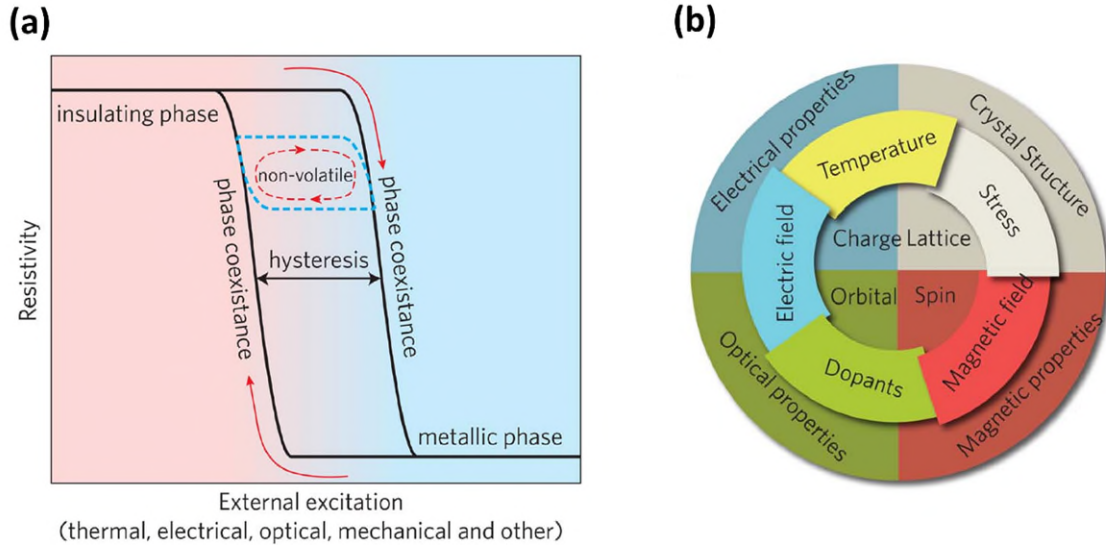 (a)
insulating phase
non-volatile
phase coexistance
phase coexistance
hysteresis
metallic phase
Resistivity
External excitation
(thermal, electrical, optical, mechanical and other)
(b)
Electrical properties
Crystal Structure
Temperature
Stress
Electric field
Charge
Lattice
Orbital
Spin
Magnetic field
Dopants
Optical properties
Magnetic properties